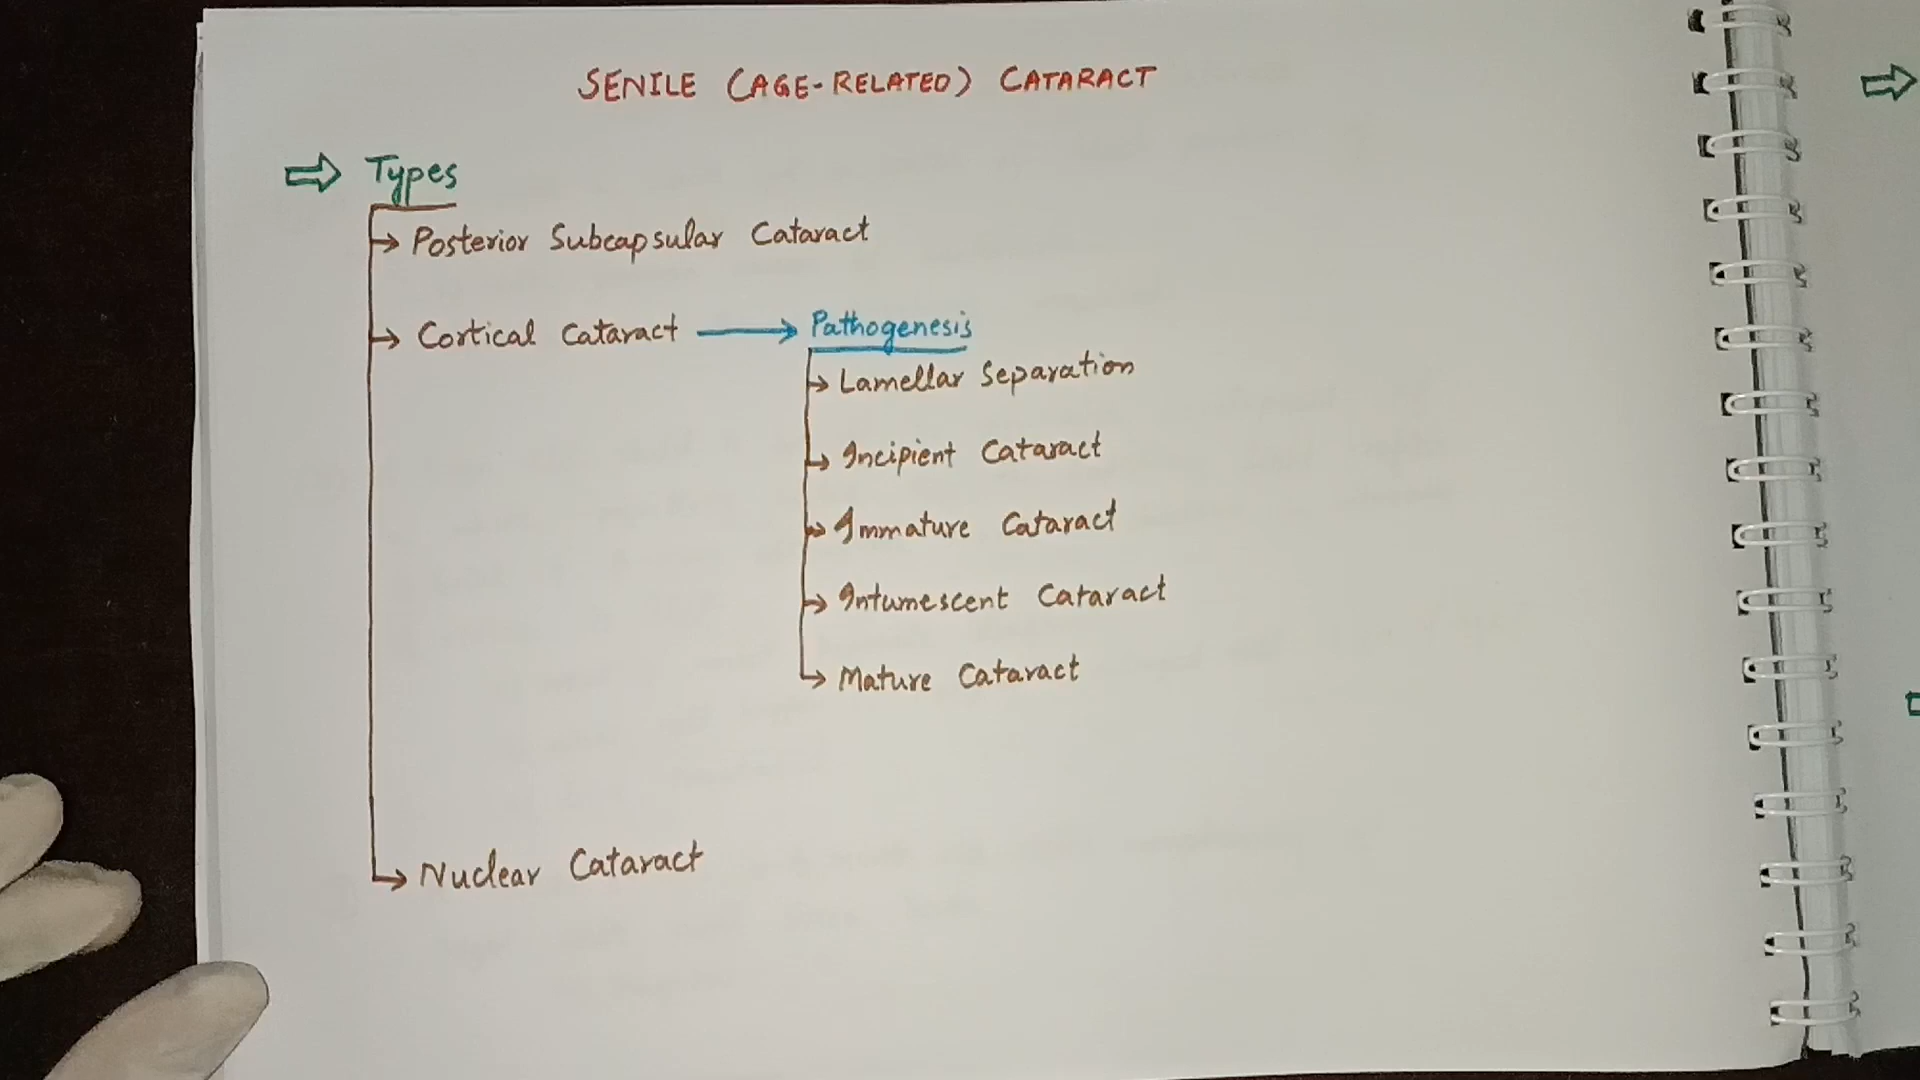 SENILE (AGE-RELATED) CATARACT
Types
Posterior Subcapsular Cataract
Cortical Cataract → Pathogenesis
Lamellar Separation
Incipient Cataract
Immature Cataract
Intumescent Cataract
Mature Cataract
Nuclear Cataract